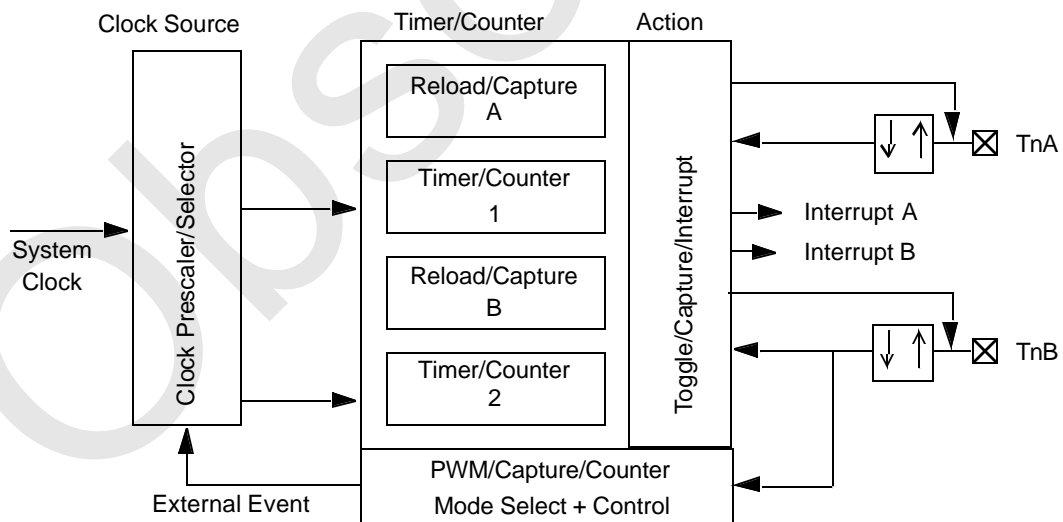 Clock Source
Timer/Counter
Action
Reload/Capture
A
TnA
Timer/Counter
1
Interrupt A
System
Clock
Clock Prescaler/Selector
Toggle/Capture/Interrupt
Interrupt B
Reload/Capture
B
TnB
Timer/Counter
2
PWM/Capture/Counter
Mode Select + Control
External Event
Obs